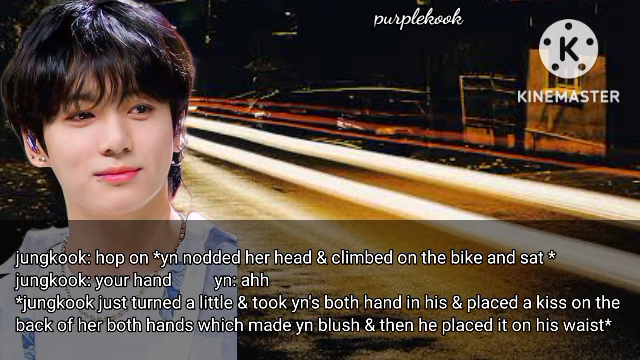 purplekook
K
KINEMASTER
jungkook: hop on *yn nodded her head & climbed on the bike and sat *
jungkook: your hand yn: ahh
*jungkook just turned a little & took yn's both hand in his & placed a kiss on the
back of her both hands which made yn blush & then he placed it on his waist*